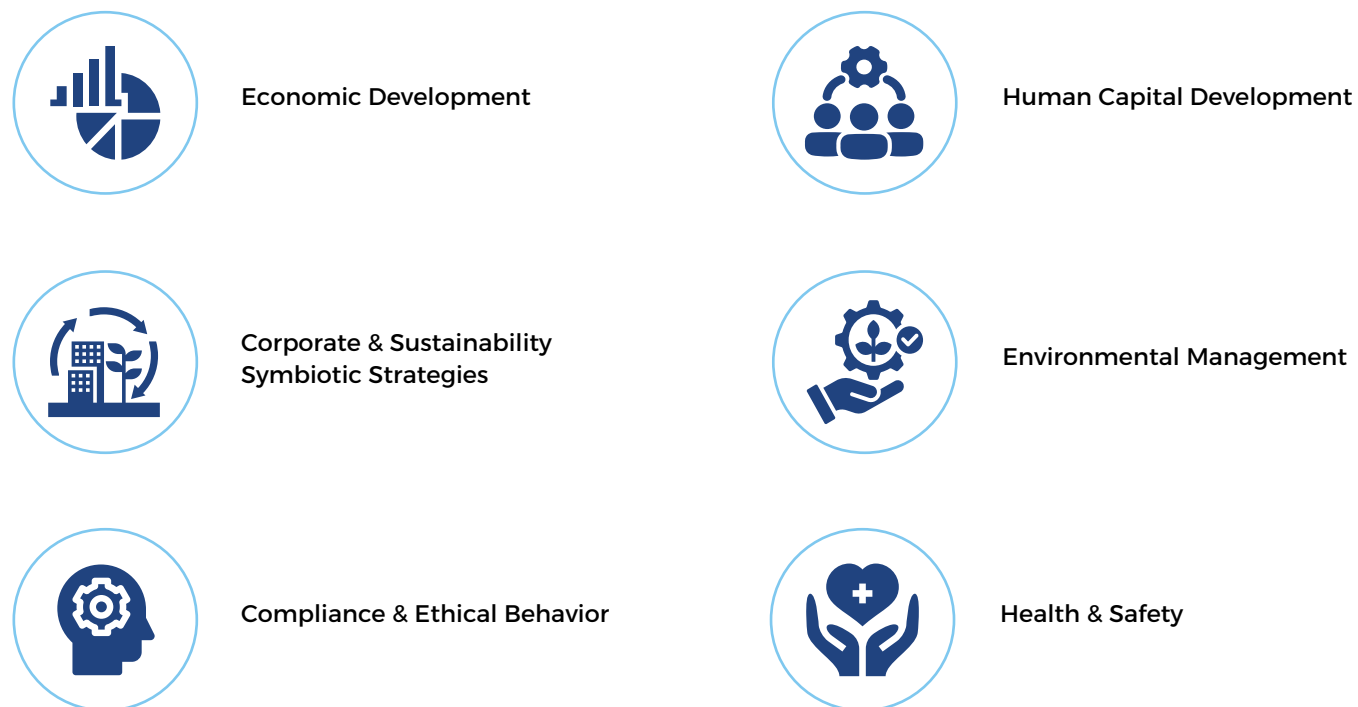 Economic Development
Human Capital Development
Corporate & Sustainability
Symbiotic Strategies
Environmental Management
Compliance & Ethical Behavior
Health & Safety